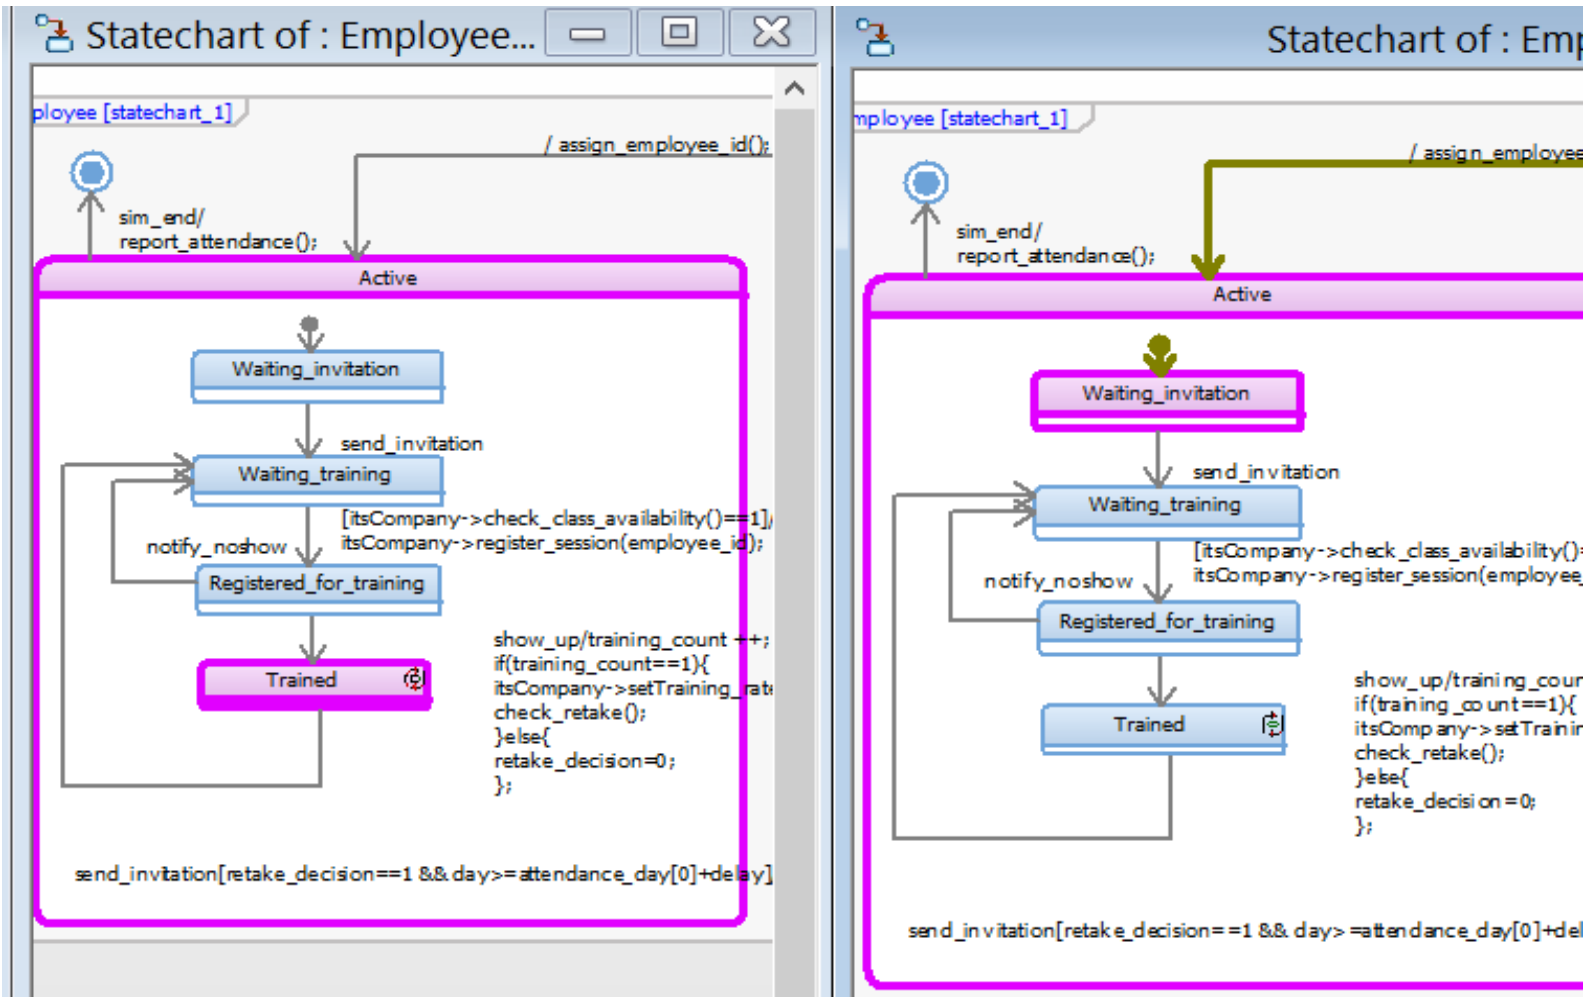 Statechart of : Employee...
ployee [statechart_1]
/ assign_employee_id();
sim_end/
report_attendance();
Active
Waiting_invitation
send_invitation
Waiting_training
[itsCompany->check_class_availability()==1]/
itsCompany->register_session(employee_id);
notify_noshow
Registered_for_training
show_up/training_count ++;
if(training_count==1){
itsCompany->setTraining_rate
Trained
check_retake();
}else{
retake_decision=0;
};
send_invitation[retake_decision==1 && day>=attendance_day[0]+delay]
Statechart of : Emp
mployee [statechart_1]
/ assign_employee
sim_end/
report_attendance();
Active
Waiting_invitation
send_invitation
Waiting_training
[itsCompany->check_class_availability()=
itsCompany->register_session(employee_
notify_noshow
Registered_for_training
show_up/training_coun
if(training_count==1){
itsCompany->setTrainin
Trained
check_retake();
}else{
retake_decision=0;
};
send_invitation[retake_decision==1 && day>=attendance_day[0]+del